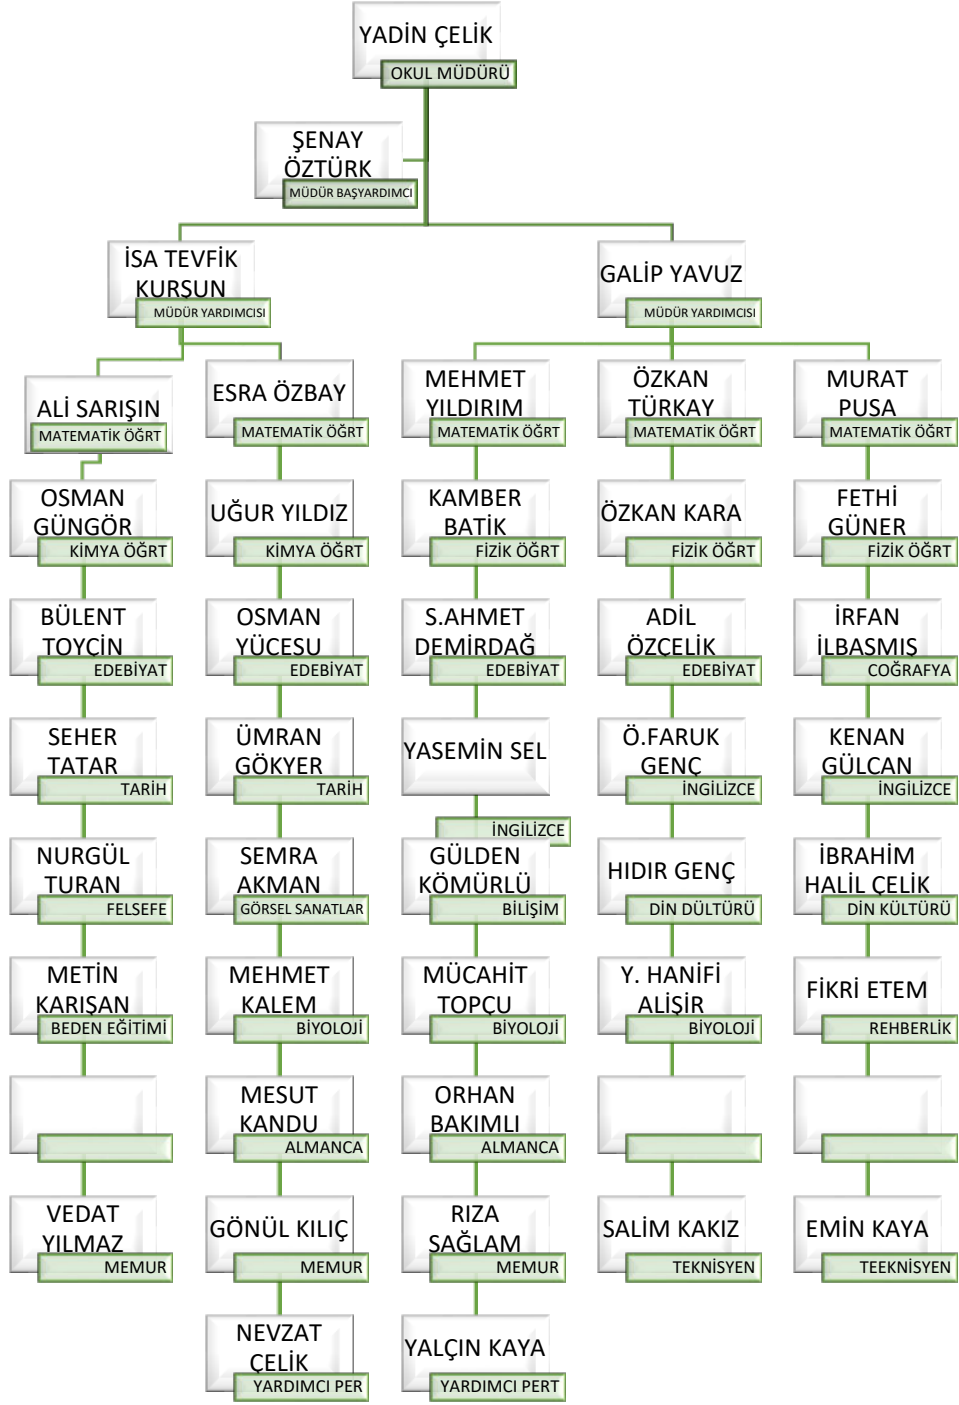 YADİN ÇELİK
OKUL MÜDÜRÜ
ŞENAY
ÖZTÜRK
MÜDÜR BAŞYARDIMCI
İSA TEVFİK
KURŞUN
MÜDÜR YARDIMCISI
GALİP YAVUZ
MÜDÜR YARDIMCISI
ALİ SARIŞIN
MATEMATİK ÖĞRT
ESRA ÖZBAY
MATEMATİK ÖĞRT
MEHMET
YILDIRIM
MATEMATİK ÖĞRT
ÖZKAN
TÜRKAY
MATEMATİK ÖĞRT
MURAT
PUSA
MATEMATİK ÖĞRT
OSMAN
GÜNGÖR
KİMYA ÖĞRT
UĞUR YILDIZ
KİMYA ÖĞRT
KAMBER
BATİK
FİZİK ÖĞRT
ÖZKAN KARA
FİZİK ÖĞRT
FETHİ
GÜNER
FİZİK ÖĞRT
BÜLENT
TOYÇİN
EDEBİYAT
OSMAN
YÜCESU
EDEBİYAT
S.AHMET
DEMİRDAĞ
EDEBİYAT
ADİL
ÖZÇELİK
EDEBİYAT
İRFAN
İLBASMIŞ
COĞRAFYA
SEHER
TATAR
TARİH
ÜMRAN
GÖKYER
TARİH
YASEMİN SEL
İNGİLİZCE
Ö.FARUK
GENÇ
İNGİLİZCE
KENAN
GÜLCAN
İNGİLİZCE
NURGÜL
TURAN
FELSEFE
SEMRA
AKMAN
GÖRSEL SANATLAR
GÜLDEN
KÖMÜRLÜ
BİLİŞİM
HIDIR GENÇ
DİN DÜLTÜRÜ
İBRAHİM
HALİL ÇELİK
DİN KÜLTÜRÜ
METİN
KARIŞAN
BEDEN EĞİTİMİ
MEHMET
KALEM
BİYOLOJİ
MÜCAHİT
TOPÇU
BİYOLOJİ
Y. HANİFİ
ALİŞİR
BİYOLOJİ
FİKRİ ETEM
REHBERLİK
MESUT
KANDU
ALMANCA
ORHAN
BAKIMLI
ALMANCA
VEDAT
YILMAZ
MEMUR
GÖNÜL KILIÇ
MEMUR
RIZA
SAĞLAM
MEMUR
SALİM KAKIZ
TEKNİSYEN
EMİN KAYA
TEEKNİSYEN
NEVZAT
ÇELİK
YARDIMCI PER
YALÇIN KAYA
YARDIMCI PERT